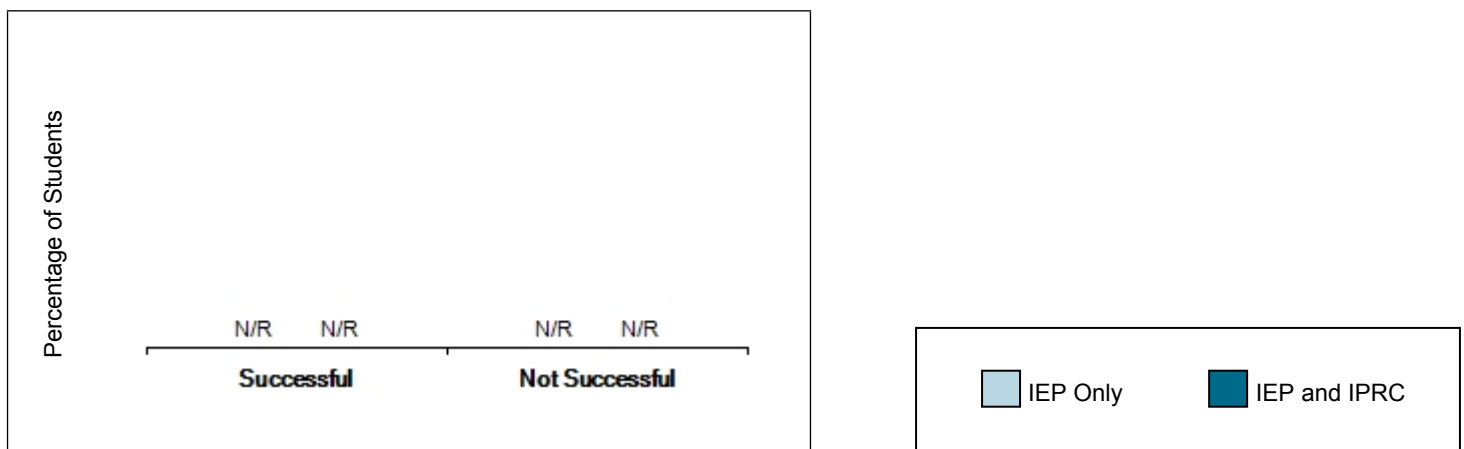 Percentage of Students
N/R N/R N/R N/R
Successful Not Successful
IEP Only IEP and IPRC